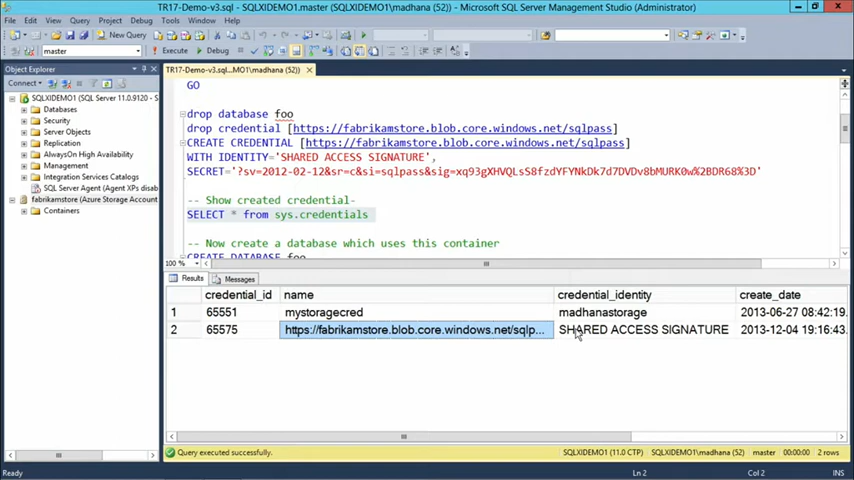 TR17-Demo-v3.sql - SQLXIDEMO1.master (SQLXIDEMO1\madhana (52)) - Microsoft SQL Server Management Studio (Administrator)
File Edit View Query Project Debug Tools Window Help
New Query
master Execute Debug
Object Explorer
Connect
SQLXIDEMO1 (SQL Server 11.0.9120 -
Databases
Security
Server Objects
Replication
AlwaysOn High Availability
Management
Integration Services Catalogs
SQL Server Agent (Agent XPs disab
fabrikamstore (Azure Storage Account
Containers
TR17-Demo-v3.sql...MO1\madhana (52))
GO
drop database foo
drop credential [https://fabrikamstore.blob.core.windows.net/sqlpass]
CREATE CREDENTIAL [https://fabrikamstore.blob.core.windows.net/sqlpass]
WITH IDENTITY='SHARED ACCESS SIGNATURE',
SECRET='?sv=2012-02-12&sr=c&si=sqlpass&sig=xq93gXHVQLsS8fzdYFYNkDk7d7DVDv8bMURK0w%2BDR68%3D'
-- Show created credential-
SELECT * from sys.credentials
-- Now create a database which uses this container
CREATE DATABASE foo
100 %
Results Messages
credential_id name credential_identity create_date
1 65551 mystoragecred madhanastorage 2013-06-27 08:42:19.
2 65575 https://fabrikamstore.blob.core.windows.net/sqlp... SHARED ACCESS SIGNATURE 2013-12-04 19:16:43.
Query executed successfully. SQLXIDEMO1 (11.0 CTP) SQLXIDEMO1\madhana (52) master 00:00:00 2 rows
Ready Ln 2 Col 2 INS